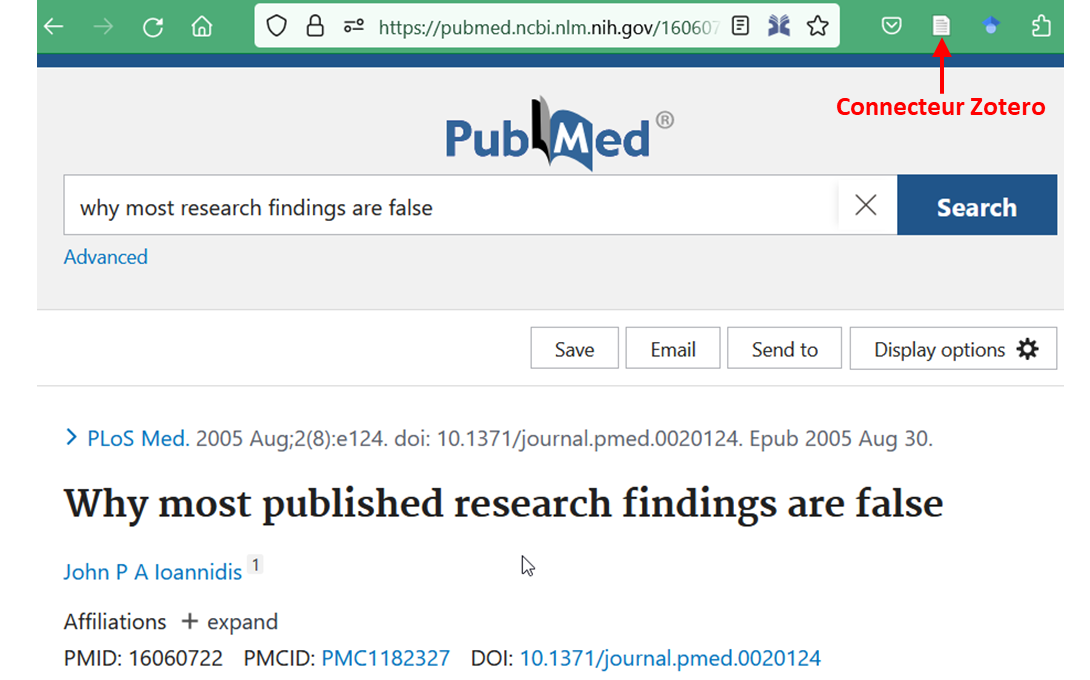 https://pubmed.ncbi.nlm.nih.gov/160607
Connecteur Zotero
PubMed®
why most research findings are false
Search
Advanced
Save Email Send to Display options
PLoS Med. 2005 Aug;2(8):e124. doi: 10.1371/journal.pmed.0020124. Epub 2005 Aug 30.
Why most published research findings are false
John P A Ioannidis 1
Affiliations + expand
PMID: 16060722 PMCID: PMC1182327 DOI: 10.1371/journal.pmed.0020124